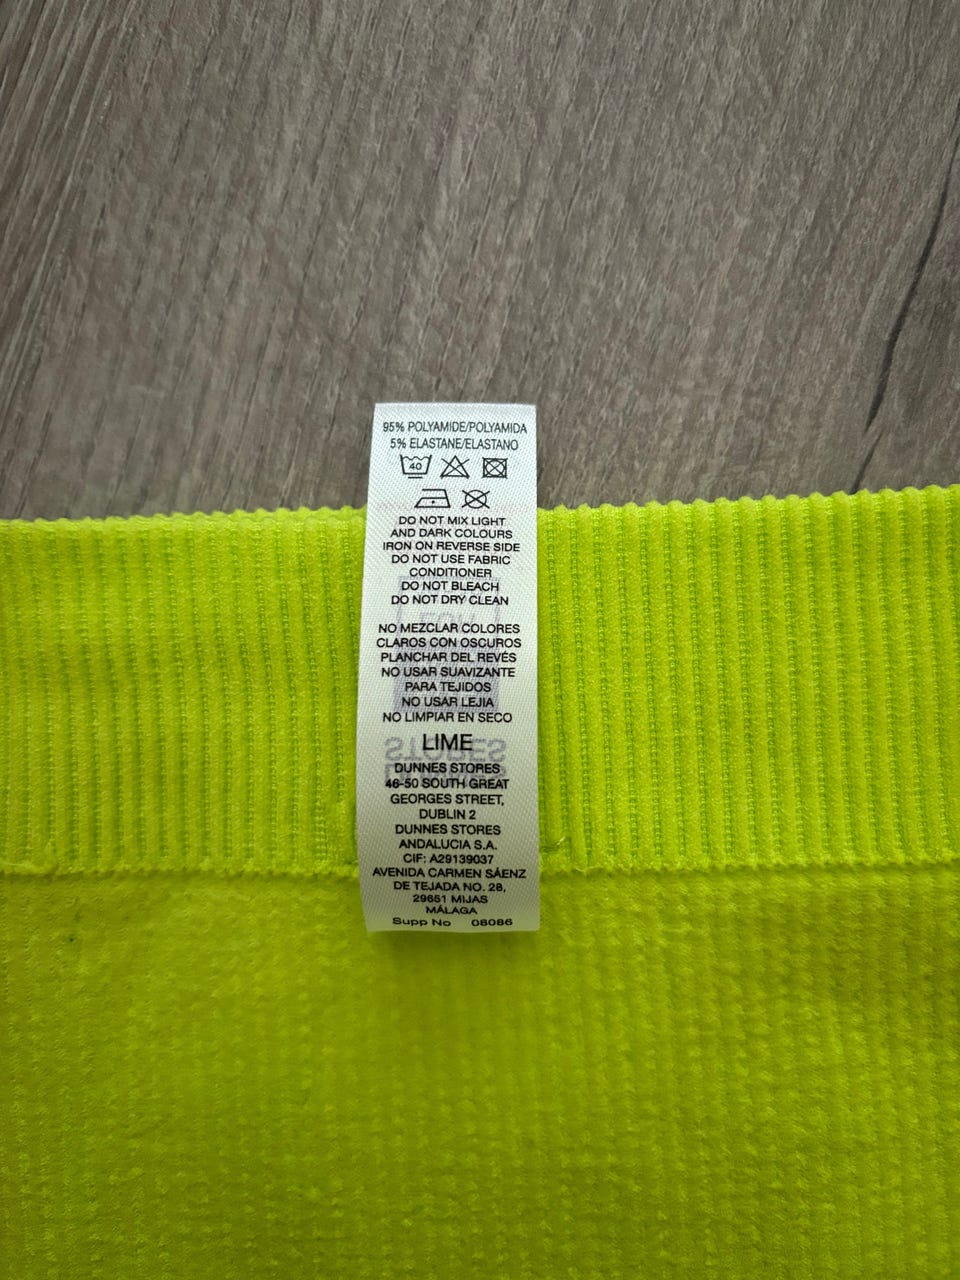 95% POLYAMIDE/POLYAMIDA
5% ELASTANE/ELASTANO
40
DO NOT MIX LIGHT
AND DARK COLOURS
IRON ON REVERSE SIDE
DO NOT USE FABRIC
CONDITIONER
DO NOT BLEACH
DO NOT DRY CLEAN
NO MEZCLAR COLORES
CLAROS CON OSCUROS
PLANCHAR DEL REVÉS
NO USAR SUAVIZANTE
PARA TEJIDOS
NO USAR LEJIA
NO LIMPIAR EN SECO
LIME
DUNNES STORES
46-50 SOUTH GREAT
GEORGES STREET,
DUBLIN 2
DUNNES STORES
ANDALUCIA S.A.
CIF: A29139037
AVENIDA CARMEN SÁENZ
DE TEJADA NO. 28,
29651 MIJAS
MÁLAGA
Supp No 08086